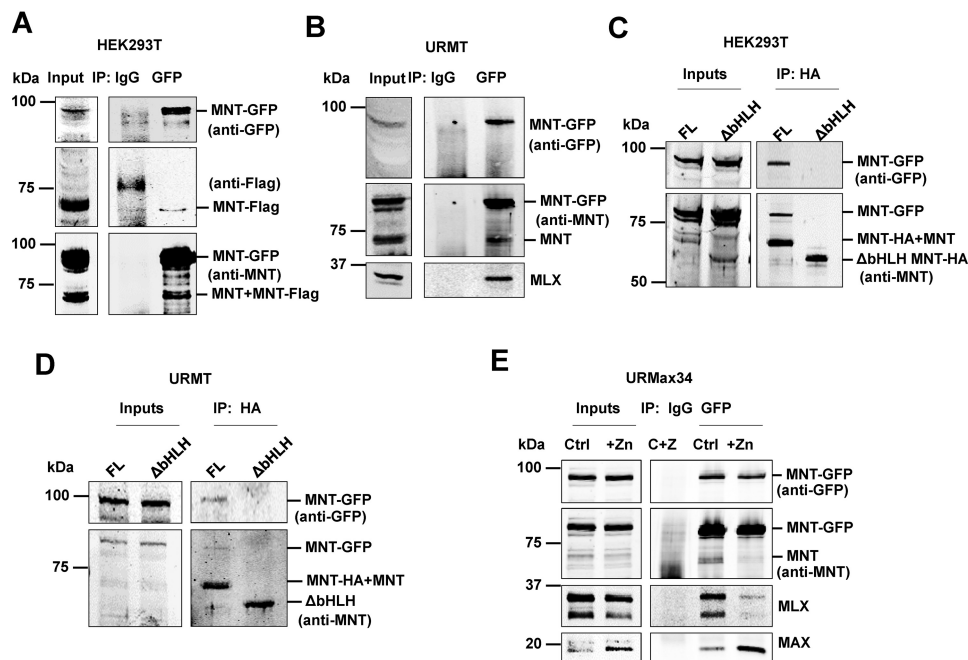 A
HEK293T
kDa
Input IP: IgG GFP
100
MNT-GFP
(anti-GFP)
75
(anti-Flag)
MNT-Flag
100
MNT-GFP
(anti-MNT)
75
MNT+MNT-Flag
B
URMT
kDa
Input IP: IgG GFP
100
MNT-GFP
(anti-GFP)
MNT-GFP
(anti-MNT)
75
MNT
37
MLX
C
HEK293T
Inputs IP: HA
kDa
FL ΔbHLH FL ΔbHLH
100
MNT-GFP
(anti-GFP)
MNT-GFP
75
MNT-HA+MNT
ΔbHLH MNT-HA
(anti-MNT)
50
D
URMT
Inputs IP: HA
kDa
FL ΔbHLH FL ΔbHLH
100
MNT-GFP
(anti-GFP)
MNT-GFP
75
MNT-HA+MNT
ΔbHLH
(anti-MNT)
E
URMax34
Inputs IP: IgG GFP
kDa
Ctrl +Zn C+Z Ctrl +Zn
100
MNT-GFP
(anti-GFP)
MNT-GFP
75
MNT
(anti-MNT)
37
MLX
20
MAX